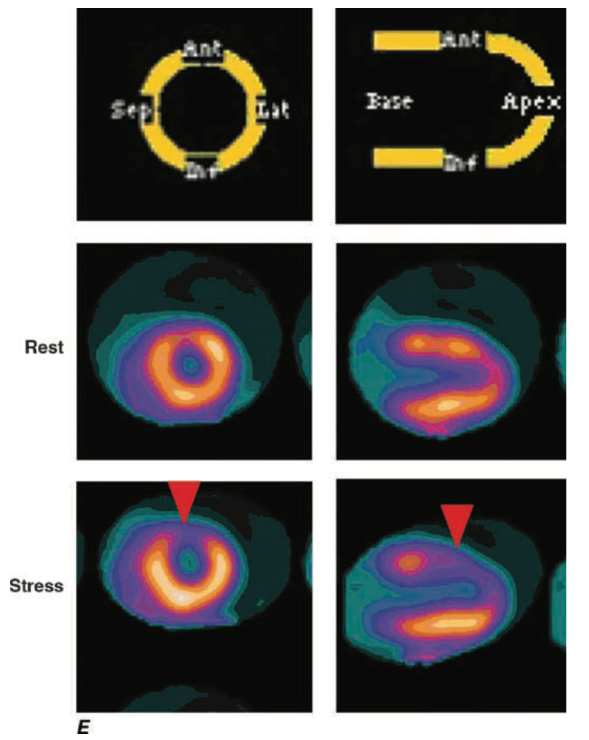 Ant
Sep
Lat
Inf
Ant
Base
Apex
Inf
Rest
Stress
E